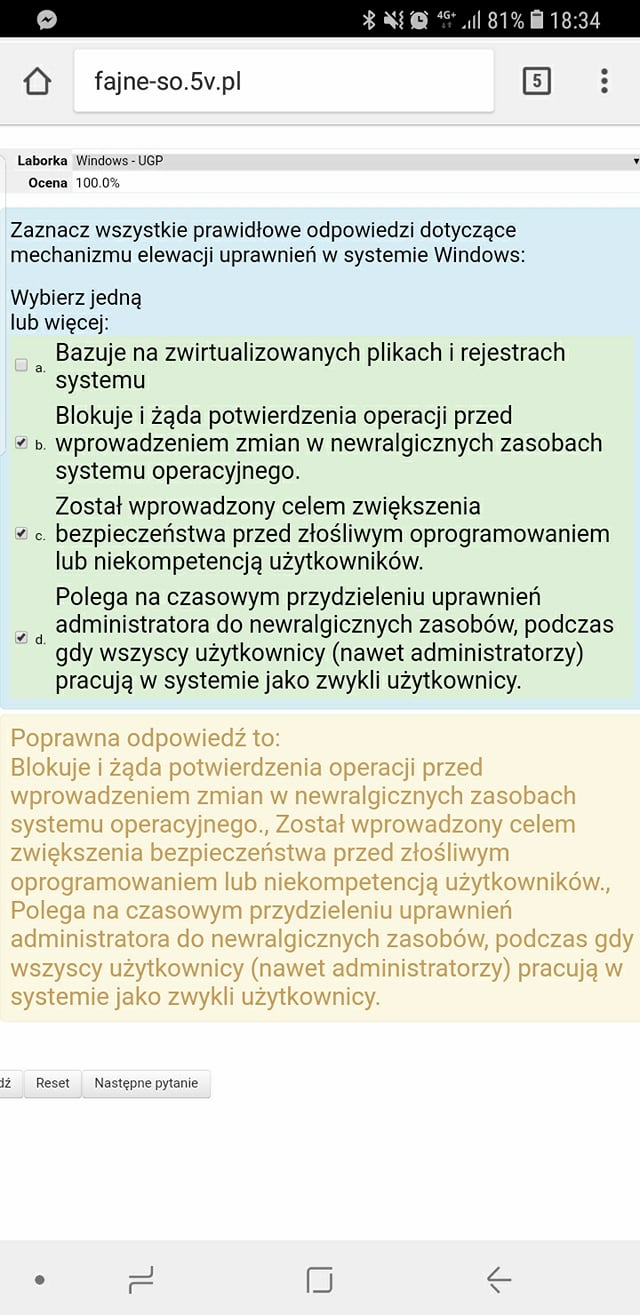 4G+ 81% 18:34
fajne-so.5v.pl 5
Laborka Windows - UGP
Ocena 100.0%
Zaznacz wszystkie prawidłowe odpowiedzi dotyczące
mechanizmu elewacji uprawnień w systemie Windows:
Wybierz jedną
lub więcej:
a. Bazuje na zwirtualizowanych plikach i rejestrach
systemu
Blokuje i żąda potwierdzenia operacji przed
b. wprowadzeniem zmian w newralgicznych zasobach
systemu operacyjnego.
Został wprowadzony celem zwiększenia
c. bezpieczeństwa przed złośliwym oprogramowaniem
lub niekompetencją użytkowników.
Polega na czasowym przydzieleniu uprawnień
d. administratora do newralgicznych zasobów, podczas
gdy wszyscy użytkownicy (nawet administratorzy)
pracują w systemie jako zwykli użytkownicy.
Poprawna odpowiedź to:
Blokuje i żąda potwierdzenia operacji przed
wprowadzeniem zmian w newralgicznych zasobach
systemu operacyjnego., Został wprowadzony celem
zwiększenia bezpieczeństwa przed złośliwym
oprogramowaniem lub niekompetencją użytkowników.,
Polega na czasowym przydzieleniu uprawnień
administratora do newralgicznych zasobów, podczas gdy
wszyscy użytkownicy (nawet administratorzy) pracują w
systemie jako zwykli użytkownicy.
dź Reset Następne pytanie